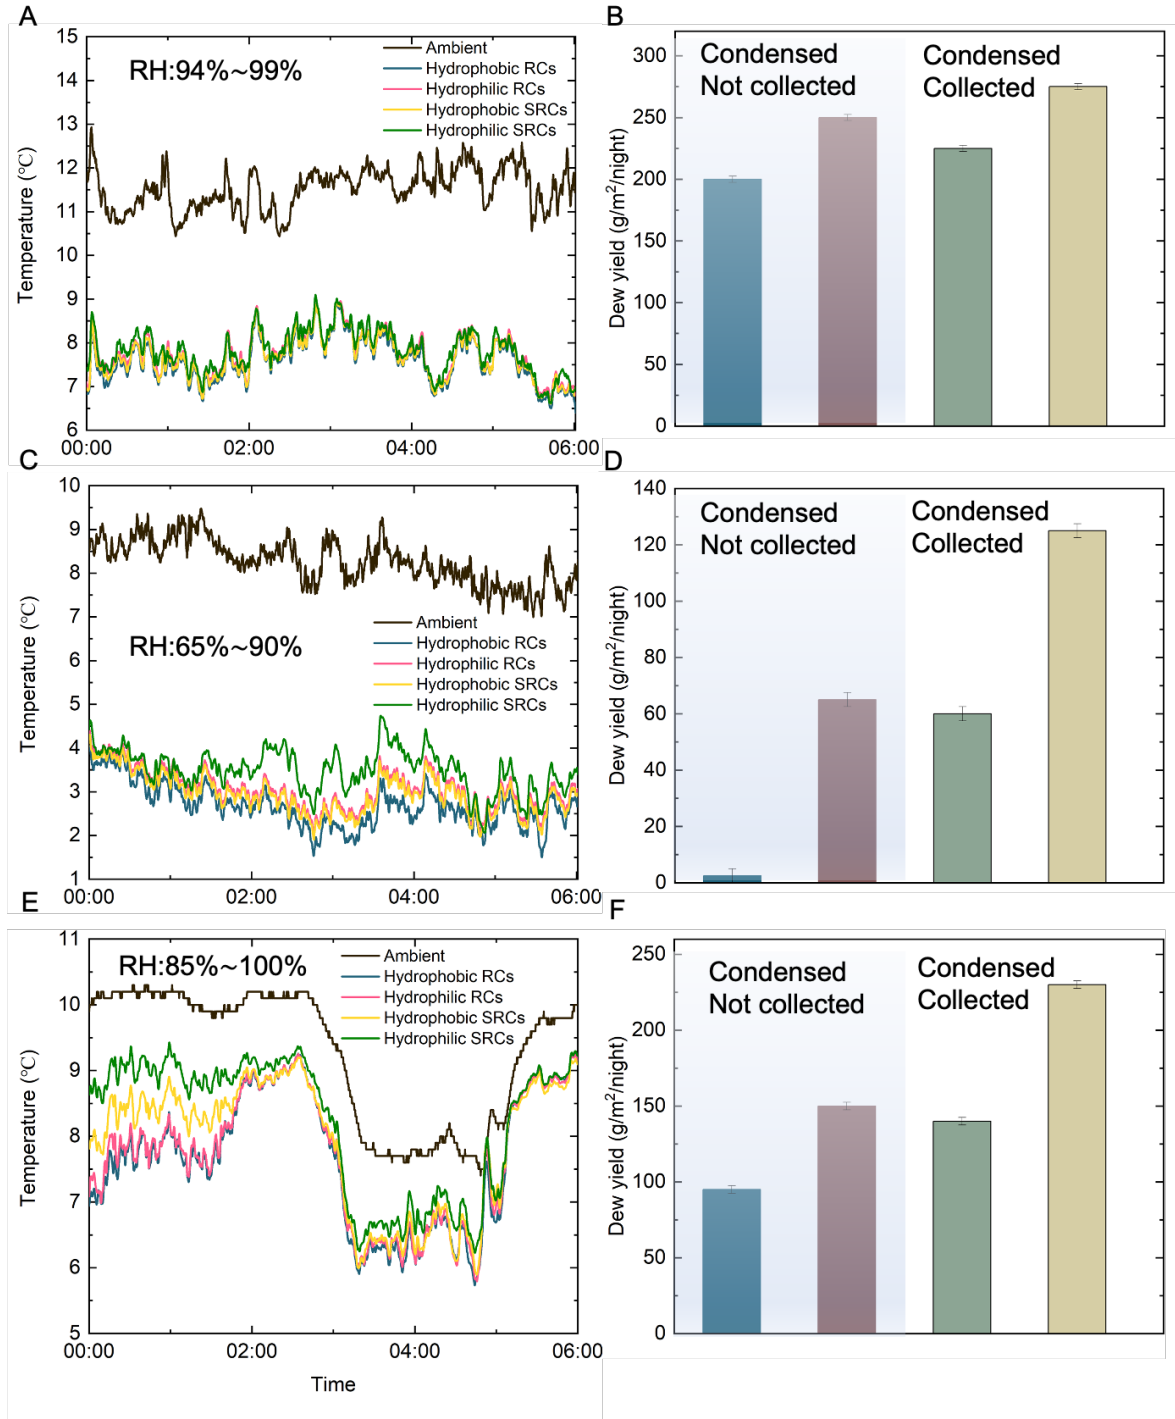 A
15
14
13
12
11
10
9
8
7
6
Temperature (℃)
RH:94%~99%
Ambient
Hydrophobic RCs
Hydrophilic RCs
Hydrophobic SRCs
Hydrophilic SRCs
00:00
02:00
04:00
06:00
B
300
250
200
150
100
50
0
Dew yield (g/m²/night)
Condensed
Not collected
Condensed
Collected
C
10
9
8
7
6
5
4
3
2
1
Temperature (℃)
RH:65%~90%
Ambient
Hydrophobic RCs
Hydrophilic RCs
Hydrophobic SRCs
Hydrophilic SRCs
00:00
02:00
04:00
06:00
D
140
120
100
80
60
40
20
0
Dew yield (g/m²/night)
Condensed
Not collected
Condensed
Collected
E
11
10
9
8
7
6
5
Temperature (℃)
RH:85%~100%
Ambient
Hydrophobic RCs
Hydrophilic RCs
Hydrophobic SRCs
Hydrophilic SRCs
00:00
02:00
04:00
06:00
Time
F
250
200
150
100
50
0
Dew yield (g/m²/night)
Condensed
Not collected
Condensed
Collected